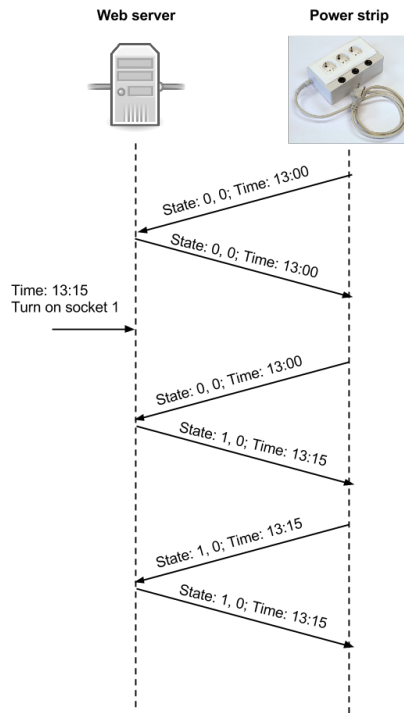 Web server
Power strip
State: 0, 0; Time: 13:00
State: 0, 0; Time: 13:00
Time: 13:15
Turn on socket 1
State: 0, 0; Time: 13:00
State: 1, 0; Time: 13:15
State: 1, 0; Time: 13:15
State: 1, 0; Time: 13:15